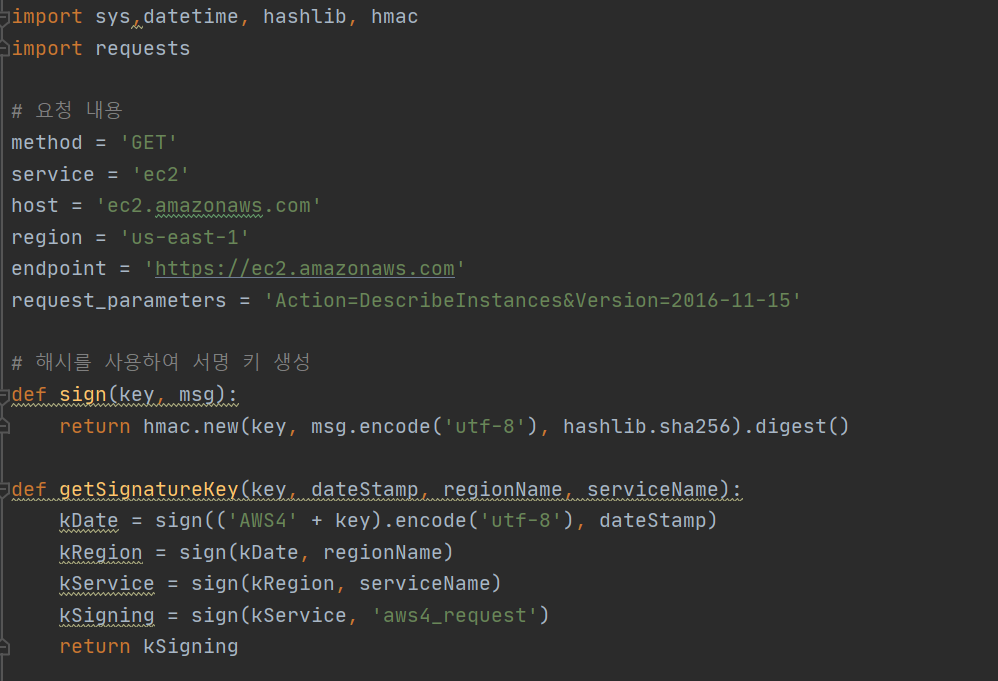 import sys,datetime, hashlib, hmac
import requests
# 요청 내용
method = 'GET'
service = 'ec2'
host = 'ec2.amazonaws.com'
region = 'us-east-1'
endpoint = 'https://ec2.amazonaws.com'
request_parameters = 'Action=DescribeInstances&Version=2016-11-15'
# 해시를 사용하여 서명 키 생성
def sign(key, msg):
    return hmac.new(key, msg.encode('utf-8'), hashlib.sha256).digest()
def getSignatureKey(key, dateStamp, regionName, serviceName):
    kDate = sign(('AWS4' + key).encode('utf-8'), dateStamp)
    kRegion = sign(kDate, regionName)
    kService = sign(kRegion, serviceName)
    kSigning = sign(kService, 'aws4_request')
    return kSigning